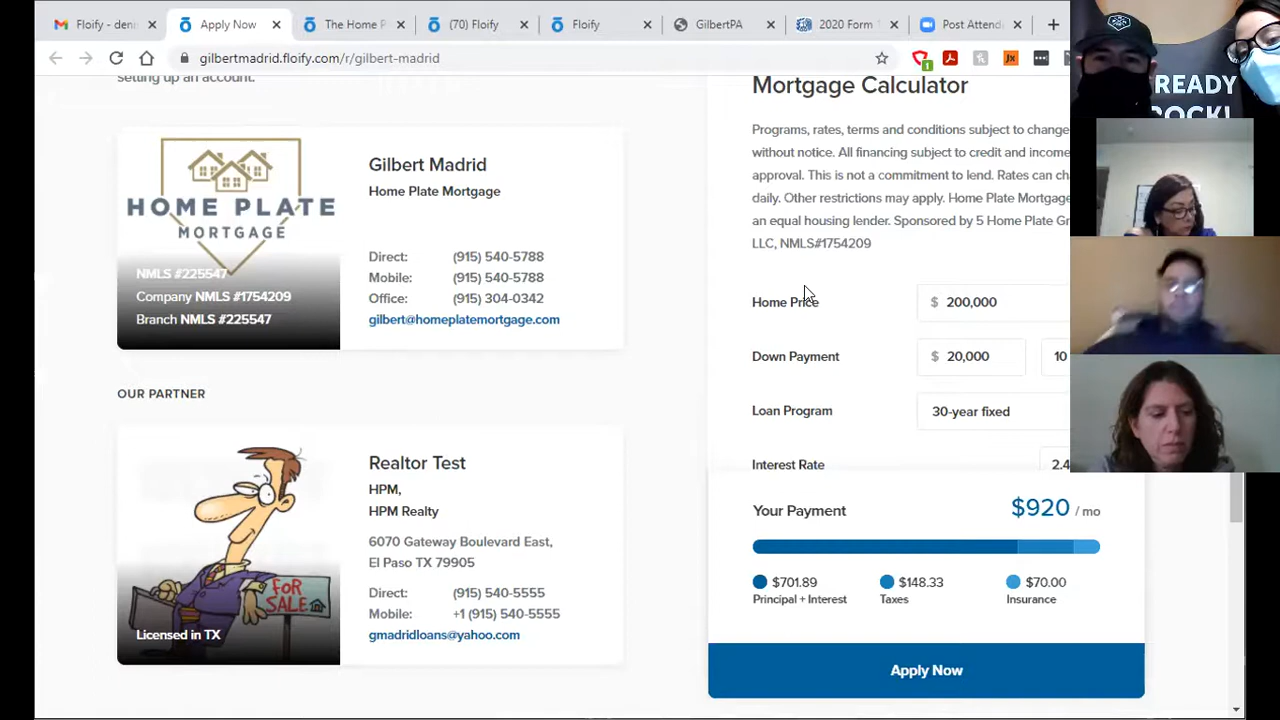 Floify - denis
Apply Now
The Home P
(70) Floify
Floify
GilbertPA
2020 Form 1
Post Attend
gilbertmadrid.floify.com/r/gilbert-madrid
setting up an account.
HOME PLATE
MORTGAGE
NMLS #225547
Company NMLS #1754209
Branch NMLS #225547
Gilbert Madrid
Home Plate Mortgage
Direct: (915) 540-5788
Mobile: (915) 540-5788
Office: (915) 304-0342
gilbert@homeplatemortgage.com
OUR PARTNER
FOR
SALE
Licensed in TX
Realtor Test
HPM,
HPM Realty
6070 Gateway Boulevard East,
El Paso TX 79905
Direct: (915) 540-5555
Mobile: +1 (915) 540-5555
gmadridloans@yahoo.com
Mortgage Calculator
Programs, rates, terms and conditions subject to change
without notice. All financing subject to credit and income
approval. This is not a commitment to lend. Rates can ch
daily. Other restrictions may apply. Home Plate Mortgage
an equal housing lender. Sponsored by 5 Home Plate Gr
LLC, NMLS#1754209
Home Price $ 200,000
Down Payment $ 20,000 10
Loan Program 30-year fixed
Interest Rate 2.4
Your Payment $920 / mo
$701.89 $148.33 $70.00
Principal + Interest Taxes Insurance
Apply Now
READY
ROCK!